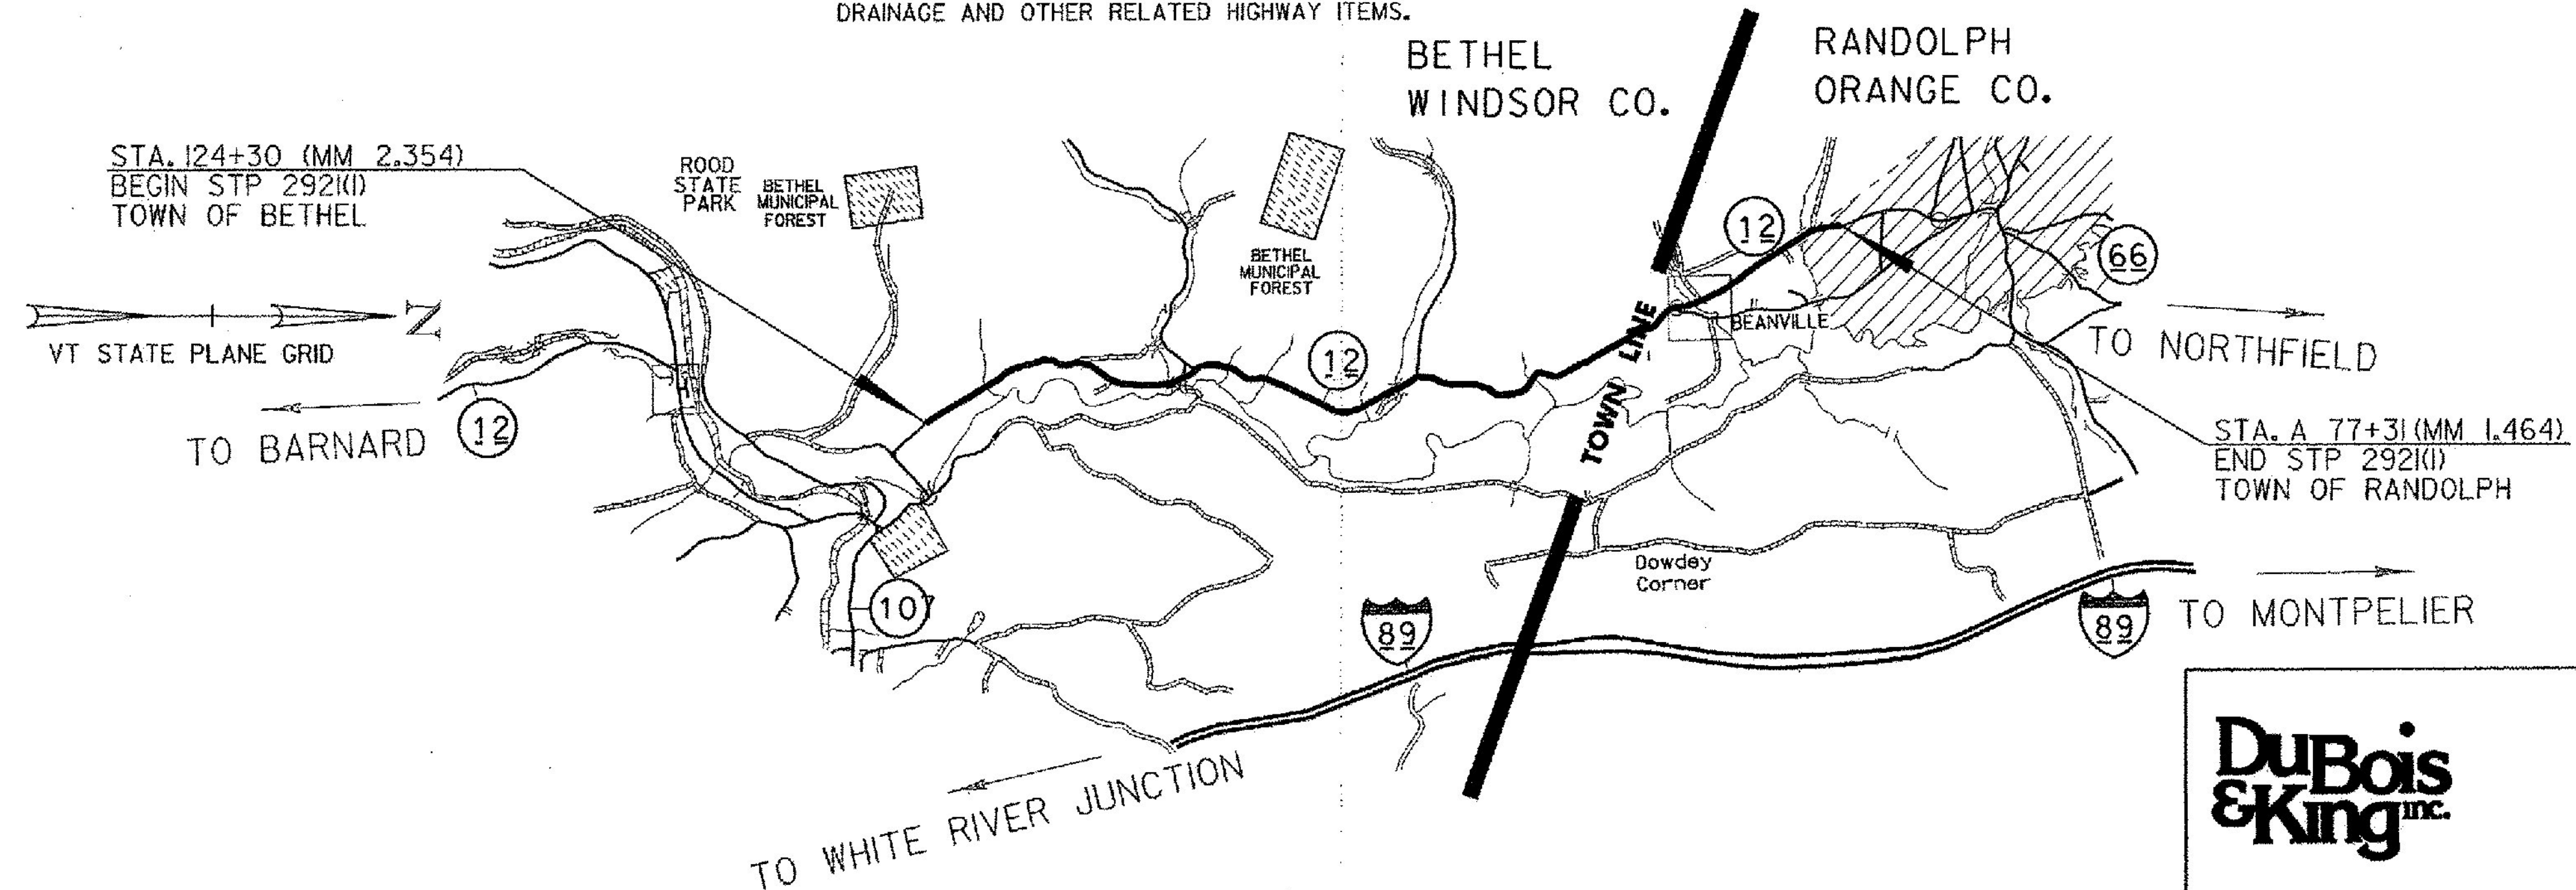 DRAINAGE AND OTHER RELATED HIGHWAY ITEMS.
BETHEL
WINDSOR CO.
RANDOLPH
ORANGE CO.
STA. 124+30 (MM 2.354)
BEGIN STP 2921(1)
TOWN OF BETHEL
ROOD
STATE
PARK
BETHEL
MUNICIPAL
FOREST
BETHEL
MUNICIPAL
FOREST
12
66
N
VT STATE PLANE GRID
TOWN LINE
BEANVILLE
TO NORTHFIELD
12
TO BARNARD
12
STA. A 77+31 (MM 1.464)
END STP 2921(1)
TOWN OF RANDOLPH
Dowdey
Corner
107
89
89
TO MONTPELIER
TO WHITE RIVER JUNCTION
DuBois
&King inc.